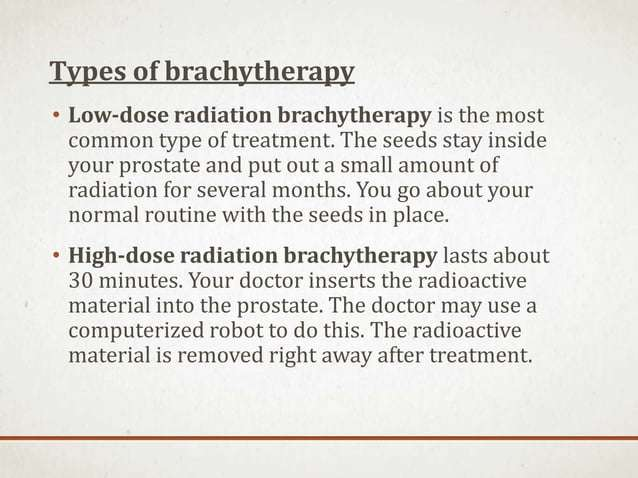 Types of brachytherapy
• Low-dose radiation brachytherapy is the most
common type of treatment. The seeds stay inside
your prostate and put out a small amount of
radiation for several months. You go about your
normal routine with the seeds in place.
• High-dose radiation brachytherapy lasts about
30 minutes. Your doctor inserts the radioactive
material into the prostate. The doctor may use a
computerized robot to do this. The radioactive
material is removed right away after treatment.